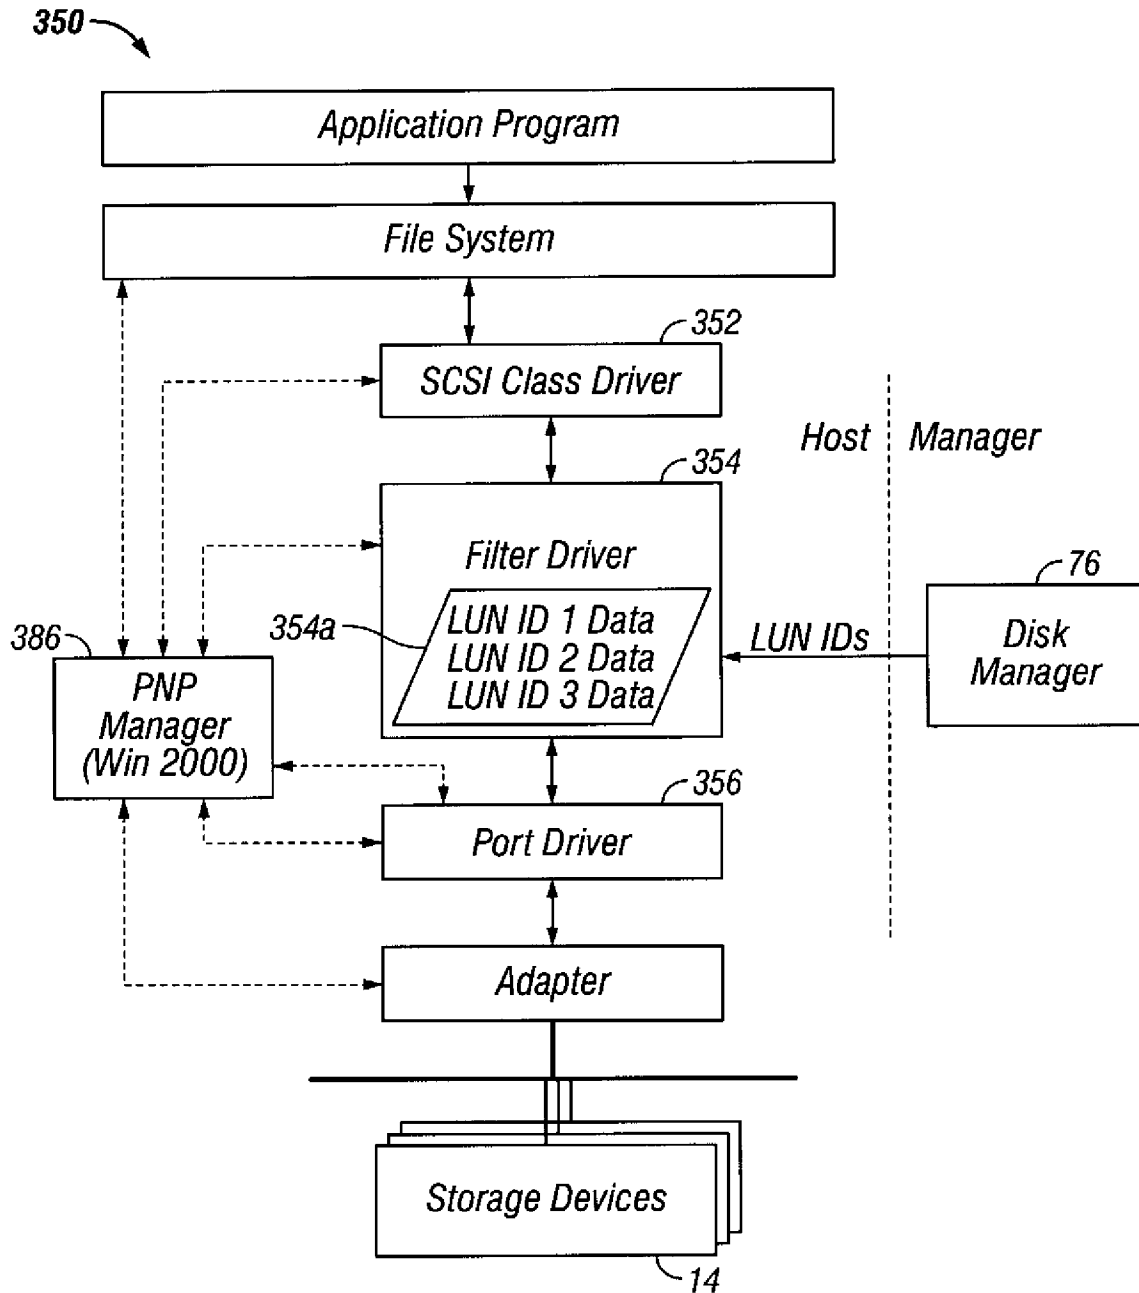 350
Application Program
File System
352
SCSI Class Driver
Host
Manager
354
Filter Driver
354a
LUN ID 1 Data
LUN ID 2 Data
LUN ID 3 Data
LUN IDs
76
Disk
Manager
386
PNP
Manager
(Win 2000)
356
Port Driver
Adapter
Storage Devices
14